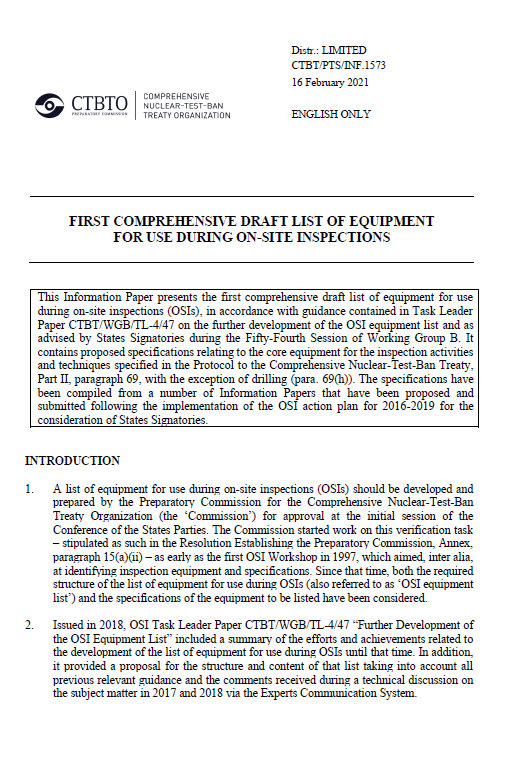 Distr.: LIMITED
CTBT/PTS/INF.1573
16 February 2021
ENGLISH ONLY
CTBTO
PREPARATORY COMMISSION
COMPREHENSIVE
NUCLEAR-TEST-BAN
TREATY ORGANIZATION
FIRST COMPREHENSIVE DRAFT LIST OF EQUIPMENT
FOR USE DURING ON-SITE INSPECTIONS
This Information Paper presents the first comprehensive draft list of equipment for use
during on-site inspections (OSIs), in accordance with guidance contained in Task Leader
Paper CTBT/WGB/TL-4/47 on the further development of the OSI equipment list and as
advised by States Signatories during the Fifty-Fourth Session of Working Group B. It
contains proposed specifications relating to the core equipment for the inspection activities
and techniques specified in the Protocol to the Comprehensive Nuclear-Test-Ban Treaty,
Part II, paragraph 69, with the exception of drilling (para. 69(h)). The specifications have
been compiled from a number of Information Papers that have been proposed and
submitted following the implementation of the OSI action plan for 2016-2019 for the
consideration of States Signatories.
INTRODUCTION
1. A list of equipment for use during on-site inspections (OSIs) should be developed and
prepared by the Preparatory Commission for the Comprehensive Nuclear-Test-Ban
Treaty Organization (the ‘Commission’) for approval at the initial session of the
Conference of the States Parties. The Commission started work on this verification task
– stipulated as such in the Resolution Establishing the Preparatory Commission, Annex,
paragraph 15(a)(ii) – as early as the first OSI Workshop in 1997, which aimed, inter alia,
at identifying inspection equipment and specifications. Since that time, both the required
structure of the list of equipment for use during OSIs (also referred to as ‘OSI equipment
list’) and the specifications of the equipment to be listed have been considered.
2. Issued in 2018, OSI Task Leader Paper CTBT/WGB/TL-4/47 “Further Development of
the OSI Equipment List” included a summary of the efforts and achievements related to
the development of the list of equipment for use during OSIs until that time. In addition,
it provided a proposal for the structure and content of that list taking into account all
previous relevant guidance and the comments received during a technical discussion on
the subject matter in 2017 and 2018 via the Experts Communication System.